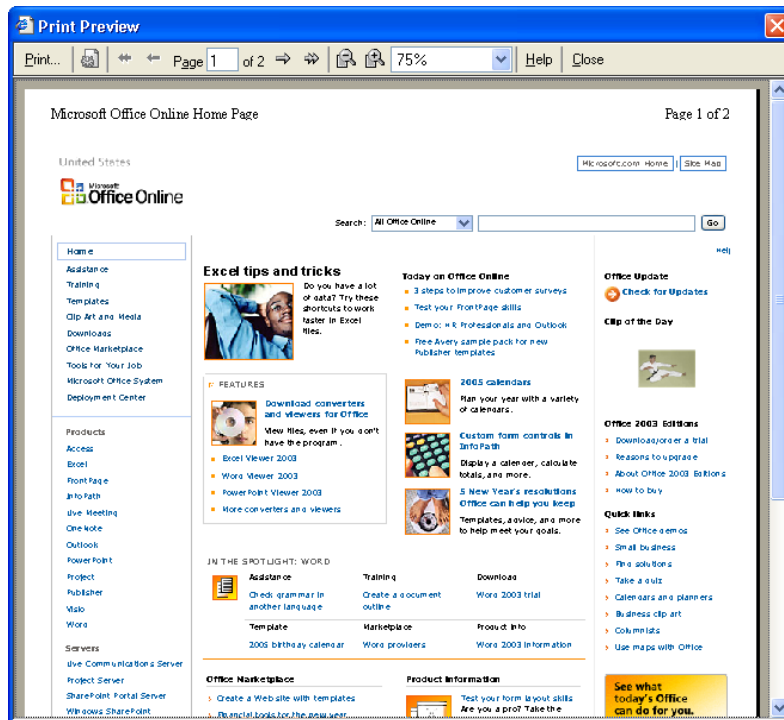 Print Preview
Print... Page 1 of 2 75% Help Close
Microsoft Office Online Home Page Page 1 of 2
United States
Microsoft.com Home | Site Map
Microsoft
Office Online
Search: All Office Online Go
Help
Home
Assistance
Training
Templates
Clip Art and Media
Downloads
Office Marketplace
Tools for Your Job
Microsoft Office System
Deployment Center
Products
Access
Excel
FrontPage
InfoPath
Live Meeting
OneNote
Outlook
PowerPoint
Project
Publisher
Visio
Word
Servers
Live Communications Server
Project Server
SharePoint Portal Server
Windows SharePoint
Excel tips and tricks
Do you have a lot
of data? Try these
shortcuts to work
faster in Excel
files.
FEATURES
Download converters
and viewers for Office
View files, even if you don't
have the program.
Excel Viewer 2003
Word Viewer 2003
PowerPoint Viewer 2003
More converters and viewers
Today on Office Online
3 steps to improve customer surveys
Test your FrontPage skills
Demo: HR Professionals and Outlook
Free Avery sample pack for new
Publisher templates
2005 calendars
Plan your year with a variety
of calendars.
Custom form controls in
InfoPath
Display a calender, calculate
totals, and more.
5 New Year's resolutions
Office can help you keep
Templates, advice, and more
to help meet your goals.
IN THE SPOTLIGHT: WORD
Assistance Training Download
Check grammar in
another language
Create a document
outline
Word 2003 trial
Template Marketplace Product Info
2005 birthday calendar Word providers Word 2003 information
Office Marketplace
Create a Web site with templates
Financial tools for the new year
Product Information
Test your form layout skills
Are you a pro? Take the
Office Update
Check for Updates
Clip of the Day
Office 2003 Editions
Download/order a trial
Reasons to upgrade
About Office 2003 Editions
How to buy
Quick links
See Office demos
Small business
Find solutions
Take a quiz
Calendars and planners
Business clip art
Columnists
Use maps with Office
See what
today's Office
can do for you.